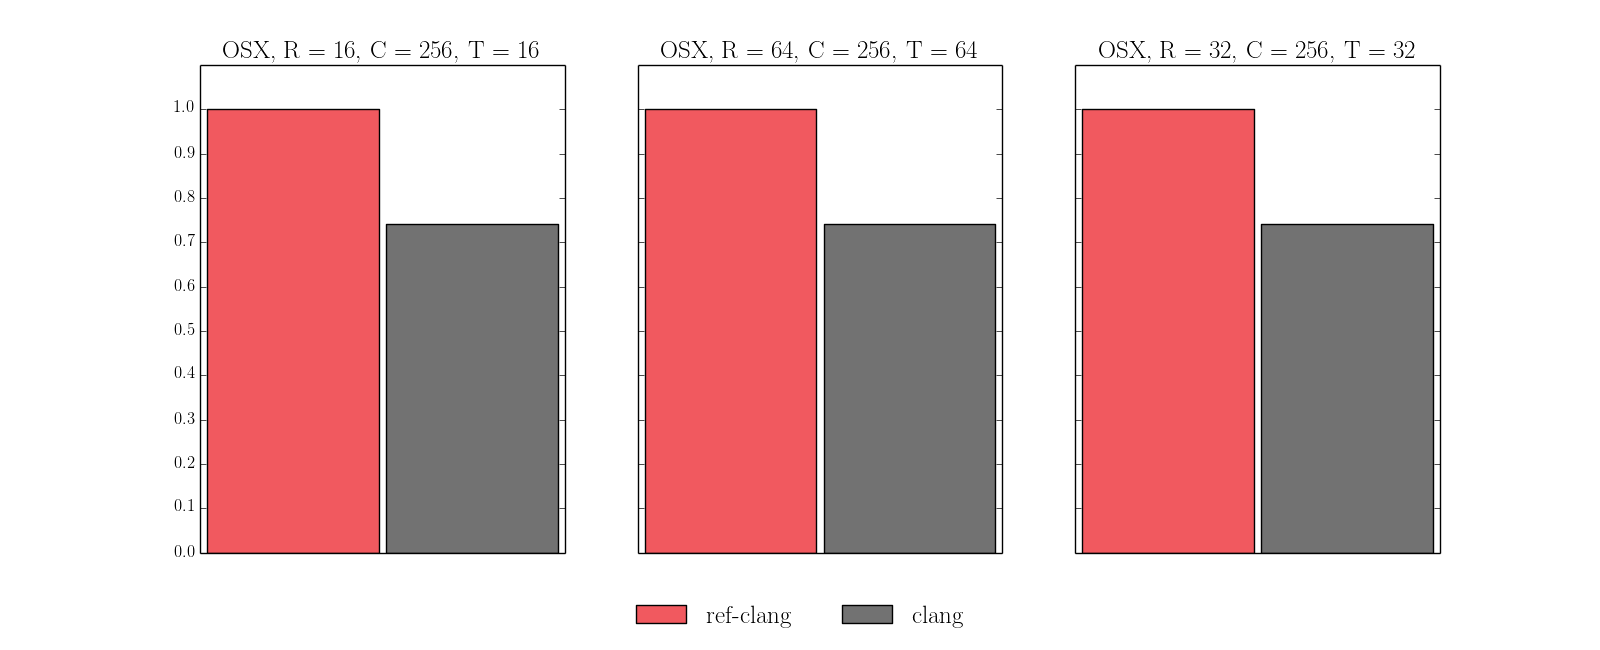 OSX, R = 16, C = 256, T = 16
OSX, R = 64, C = 256, T = 64
OSX, R = 32, C = 256, T = 32
1.0
0.9
0.8
0.7
0.6
0.5
0.4
0.3
0.2
0.1
0.0
ref-clang
clang